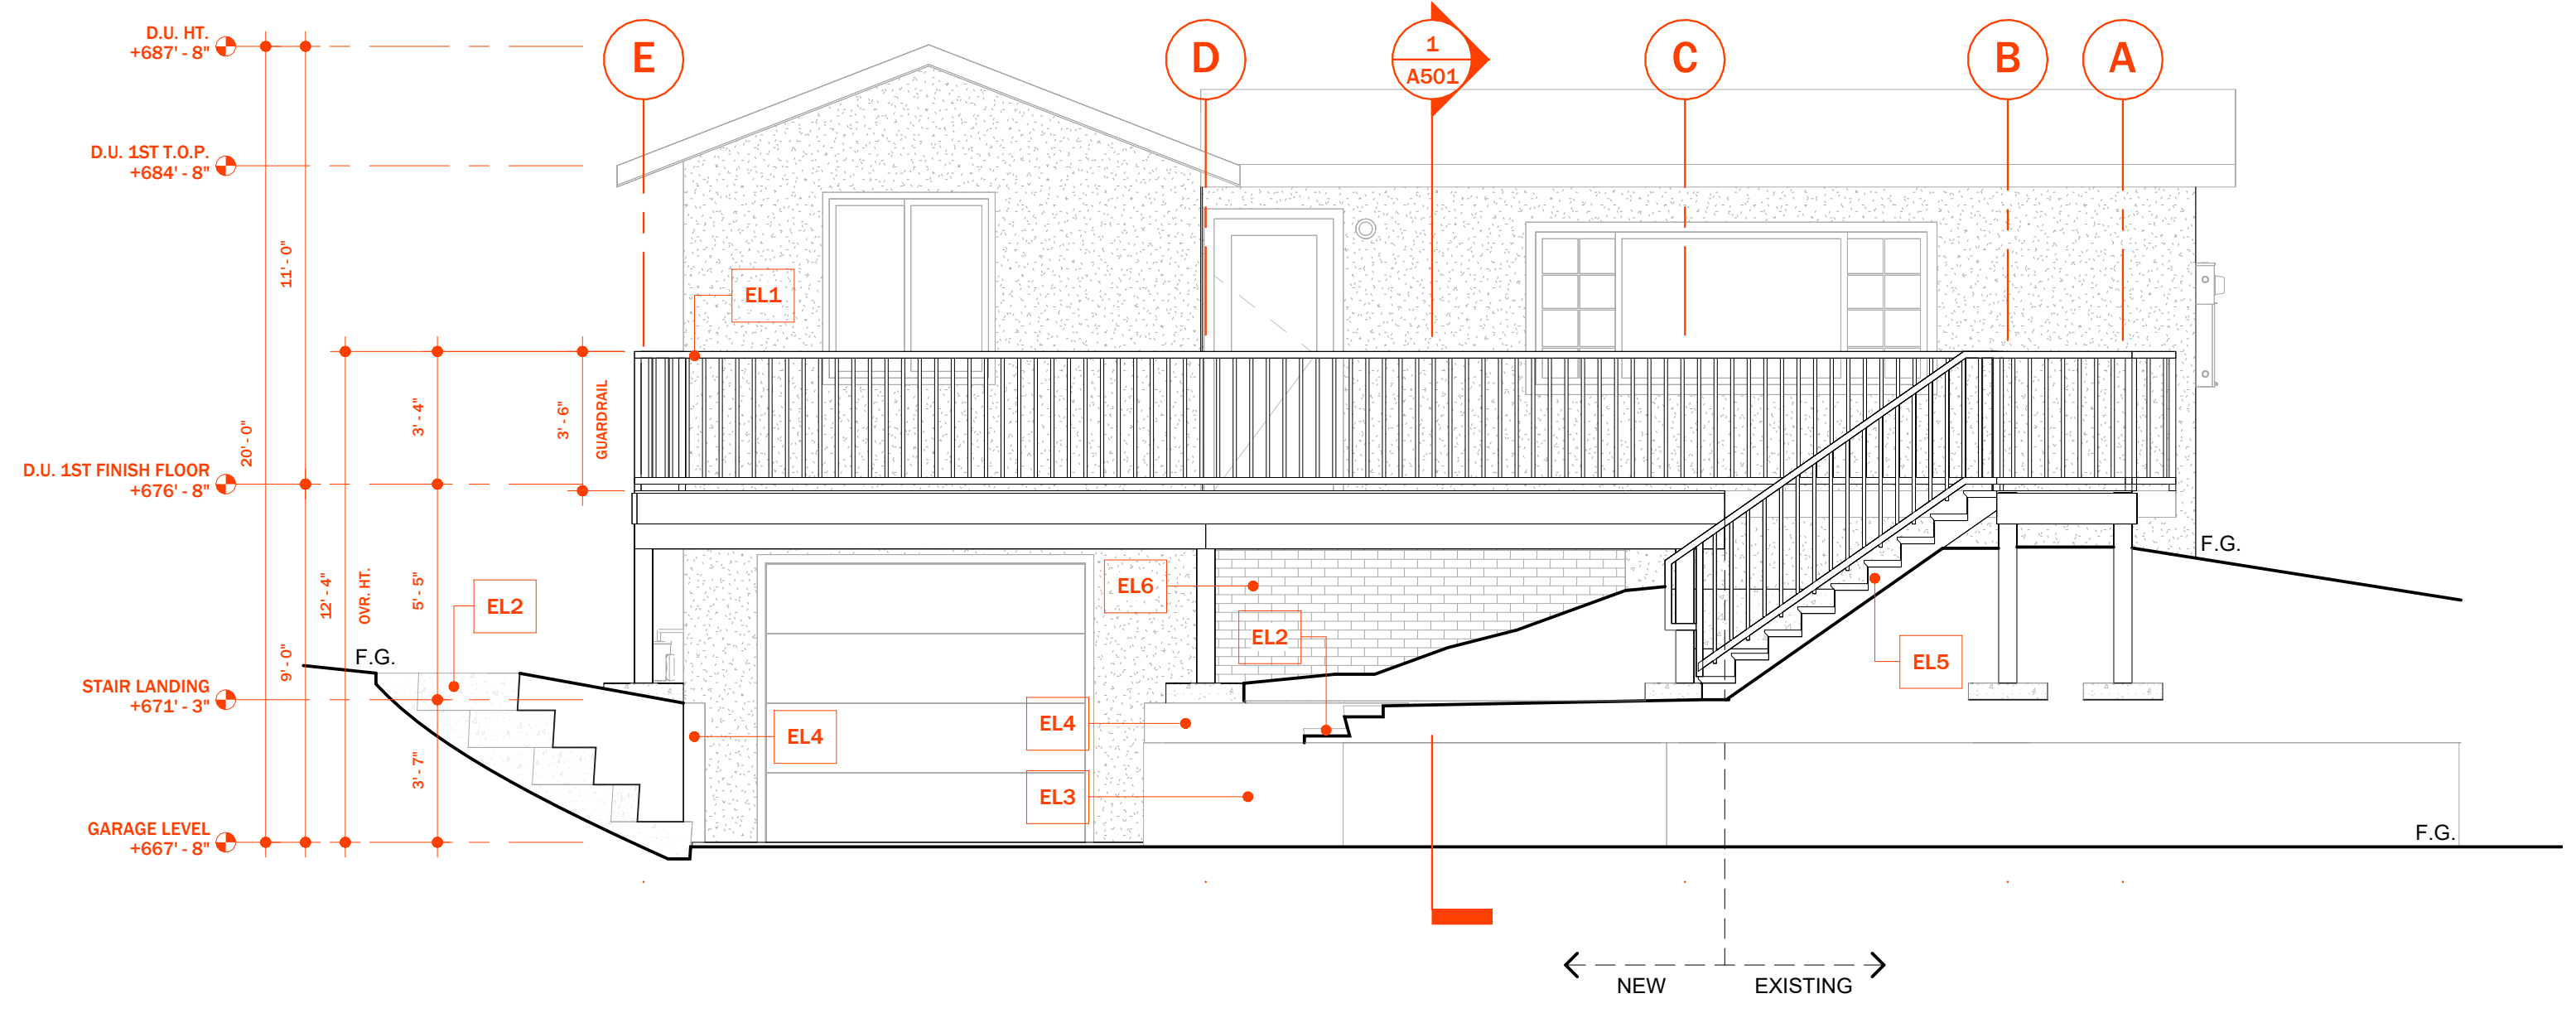 D.U. HT.
+687' - 8"
E
D
1
A501
C
B
A
D.U. 1ST T.O.P.
+684' - 8"
11' - 0"
EL1
3' - 4"
3' - 6"
GUARDRAIL
20' - 0"
D.U. 1ST FINISH FLOOR
+676' - 8"
F.G.
12' - 4"
OVR. HT.
5' - 5"
EL2
EL6
EL2
EL5
9' - 0"
F.G.
STAIR LANDING
+671' - 3"
EL4
EL4
3' - 7"
EL3
GARAGE LEVEL
+667' - 8"
F.G.
NEW
EXISTING